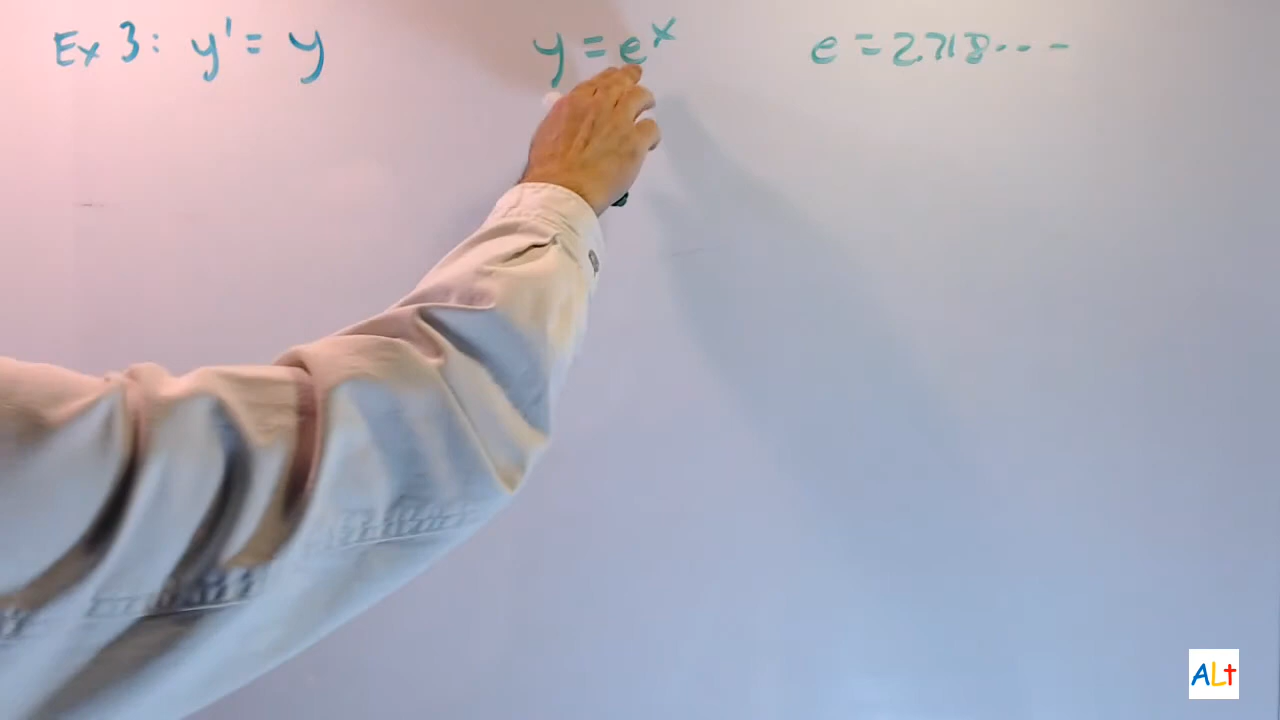 Ex 3: y' = y    y = e^x    e = 2.718---
ALt